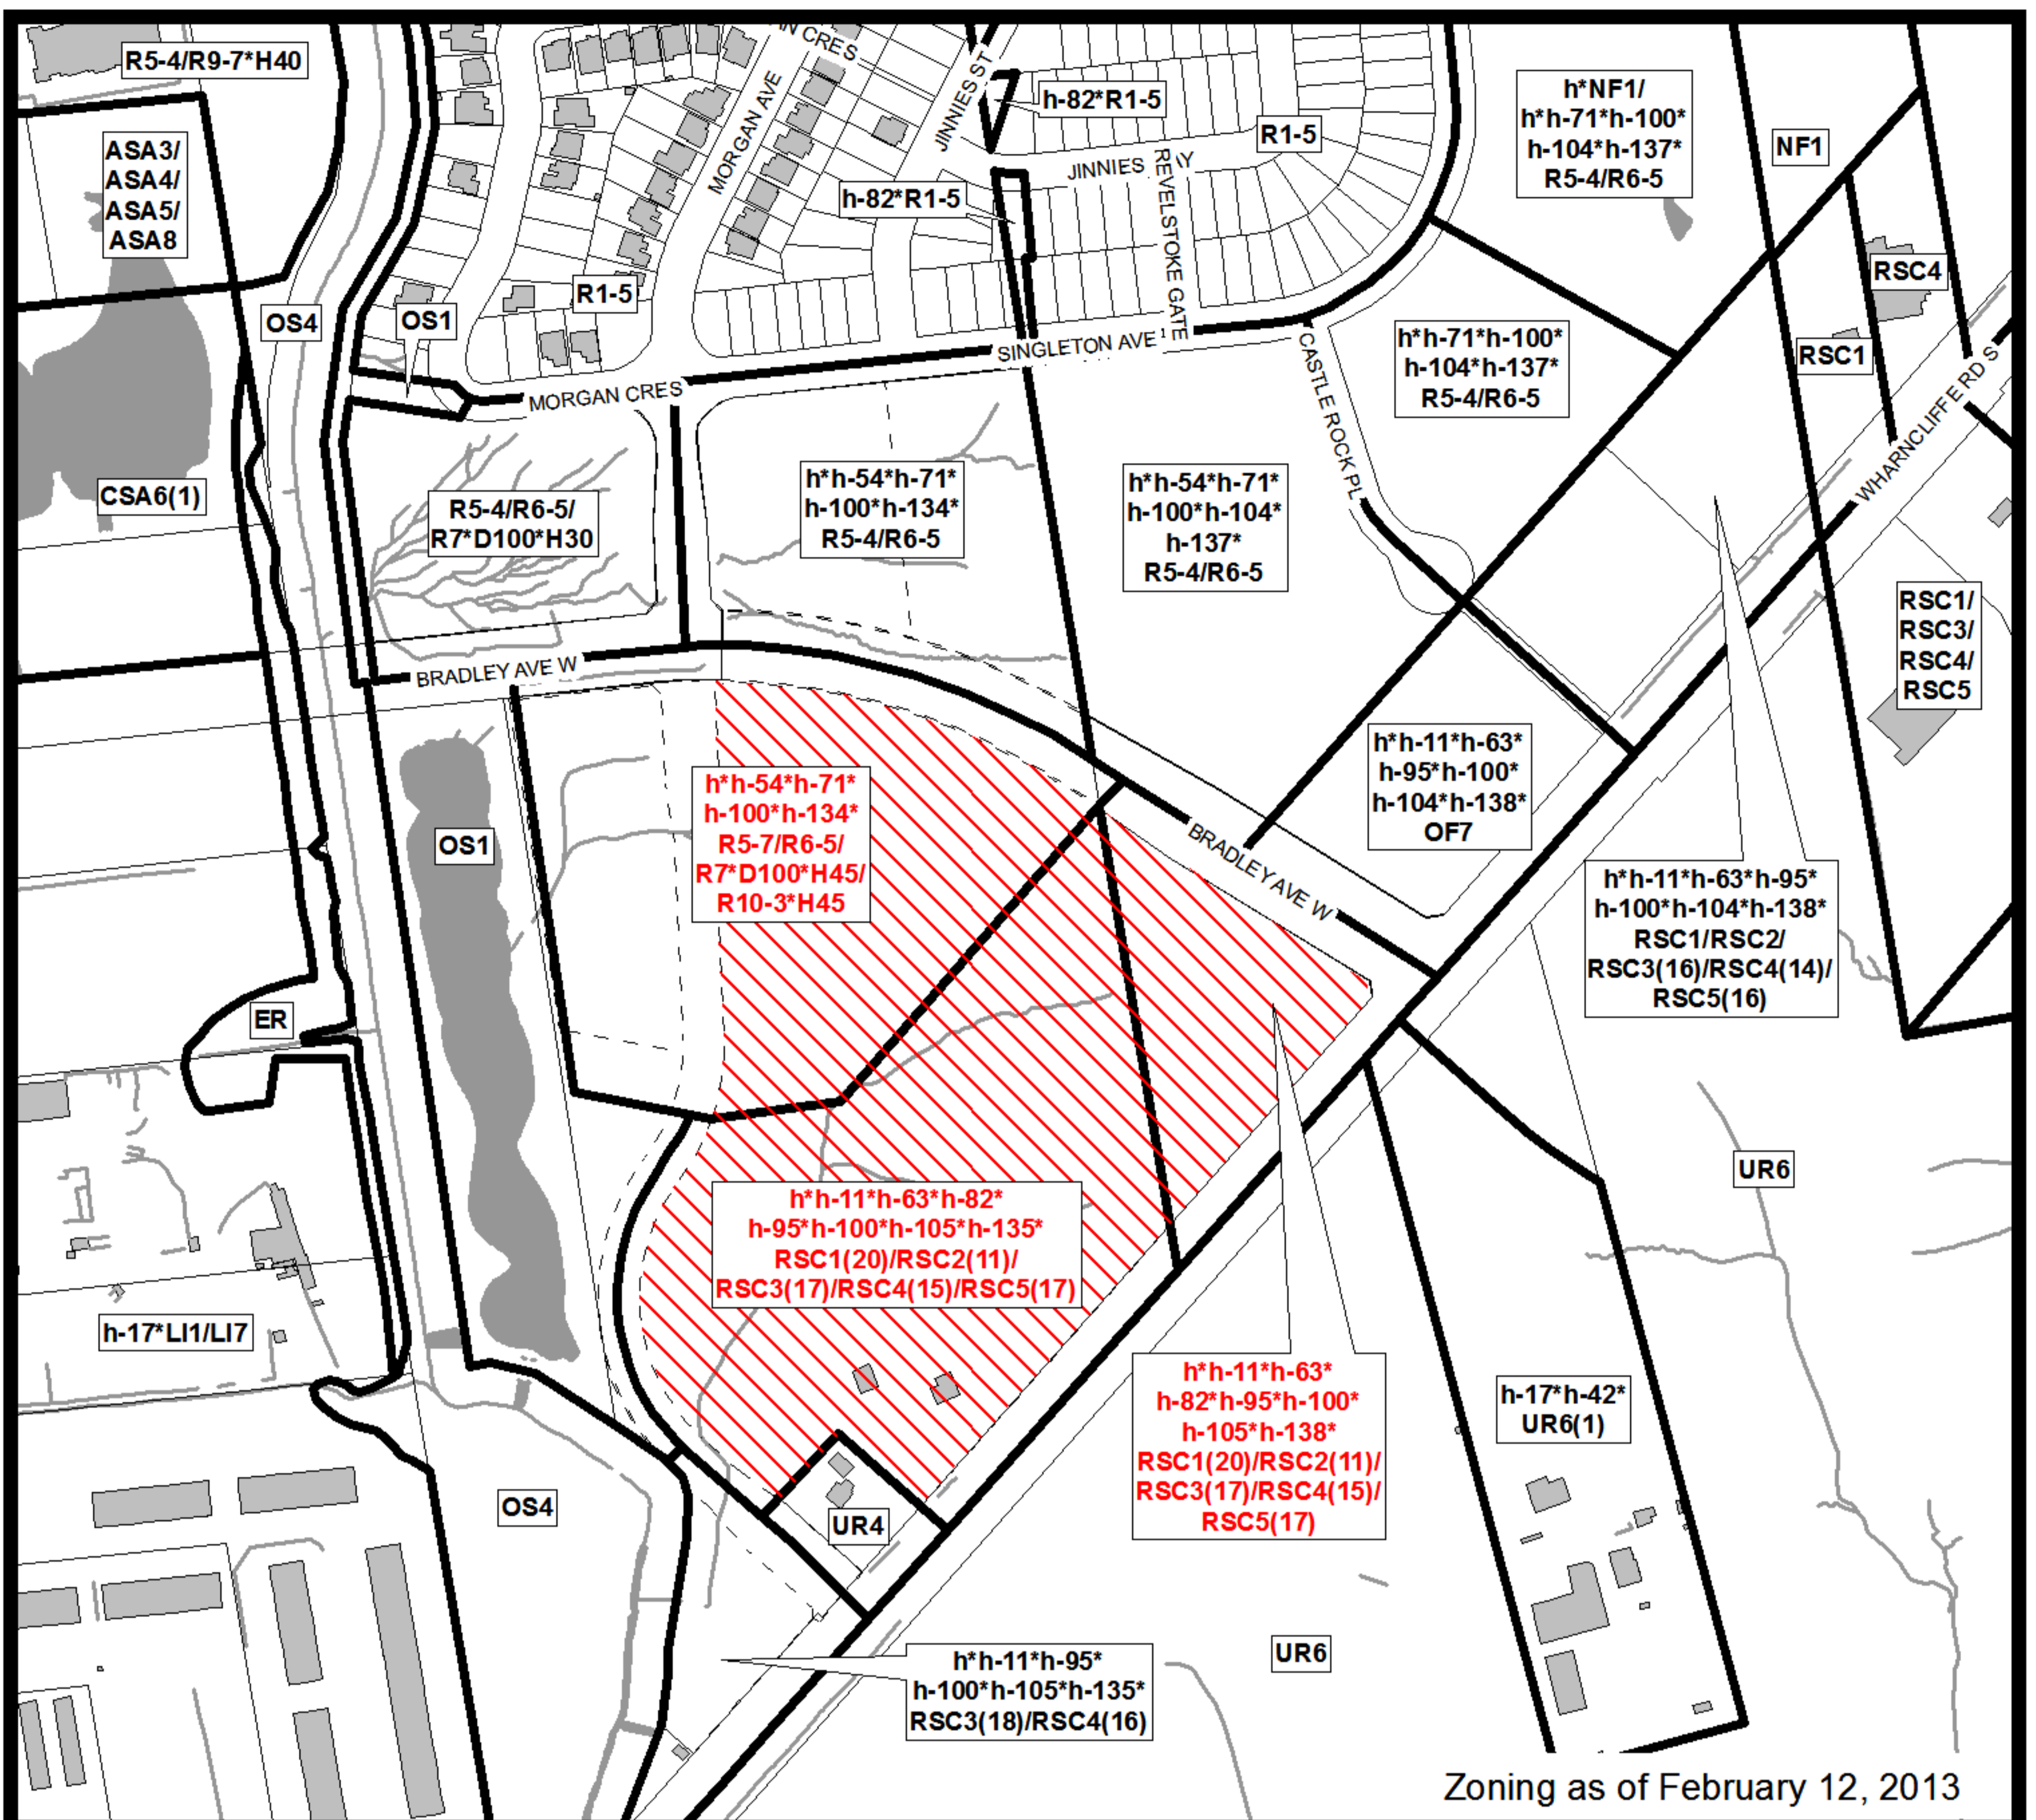 AN CRES
R5-4/R9-7*H40
MORGAN AVE
JINNIES ST
h-82*R1-5
h*NF1/
h*h-71*h-100*
h-104*h-137*
R5-4/R6-5
NF1
R1-5
ASA3/
ASA4/
ASA5/
ASA8
JINNIES
REVELSTOKE GATE
h-82*R1-5
RSC4
R1-5
OS4
OS1
SINGLETON AVE
CASTLE ROCK PL
h*h-71*h-100*
h-104*h-137*
R5-4/R6-5
RSC1
WHARNCLIFFE RD S
MORGAN CRES
CSA6(1)
R5-4/R6-5/
R7*D100*H30
h*h-54*h-71*
h-100*h-134*
R5-4/R6-5
h*h-54*h-71*
h-100*h-104*
h-137*
R5-4/R6-5
RSC1/
RSC3/
RSC4/
RSC5
BRADLEY AVE W
h*h-54*h-71*
h-100*h-134*
R5-7/R6-5/
R7*D100*H45/
R10-3*H45
h*h-11*h-63*
h-95*h-100*
h-104*h-138*
OF7
OS1
BRADLEY AVE W
h*h-11*h-63*h-95*
h-100*h-104*h-138*
RSC1/RSC2/
RSC3(16)/RSC4(14)/
RSC5(16)
ER
UR6
h*h-11*h-63*h-82*
h-95*h-100*h-105*h-135*
RSC1(20)/RSC2(11)/
RSC3(17)/RSC4(15)/RSC5(17)
h-17*LI1/LI7
h*h-11*h-63*
h-82*h-95*h-100*
h-105*h-138*
RSC1(20)/RSC2(11)/
RSC3(17)/RSC4(15)/
RSC5(17)
h-17*h-42*
UR6(1)
OS4
UR4
h*h-11*h-95*
h-100*h-105*h-135*
RSC3(18)/RSC4(16)
UR6
Zoning as of February 12, 2013